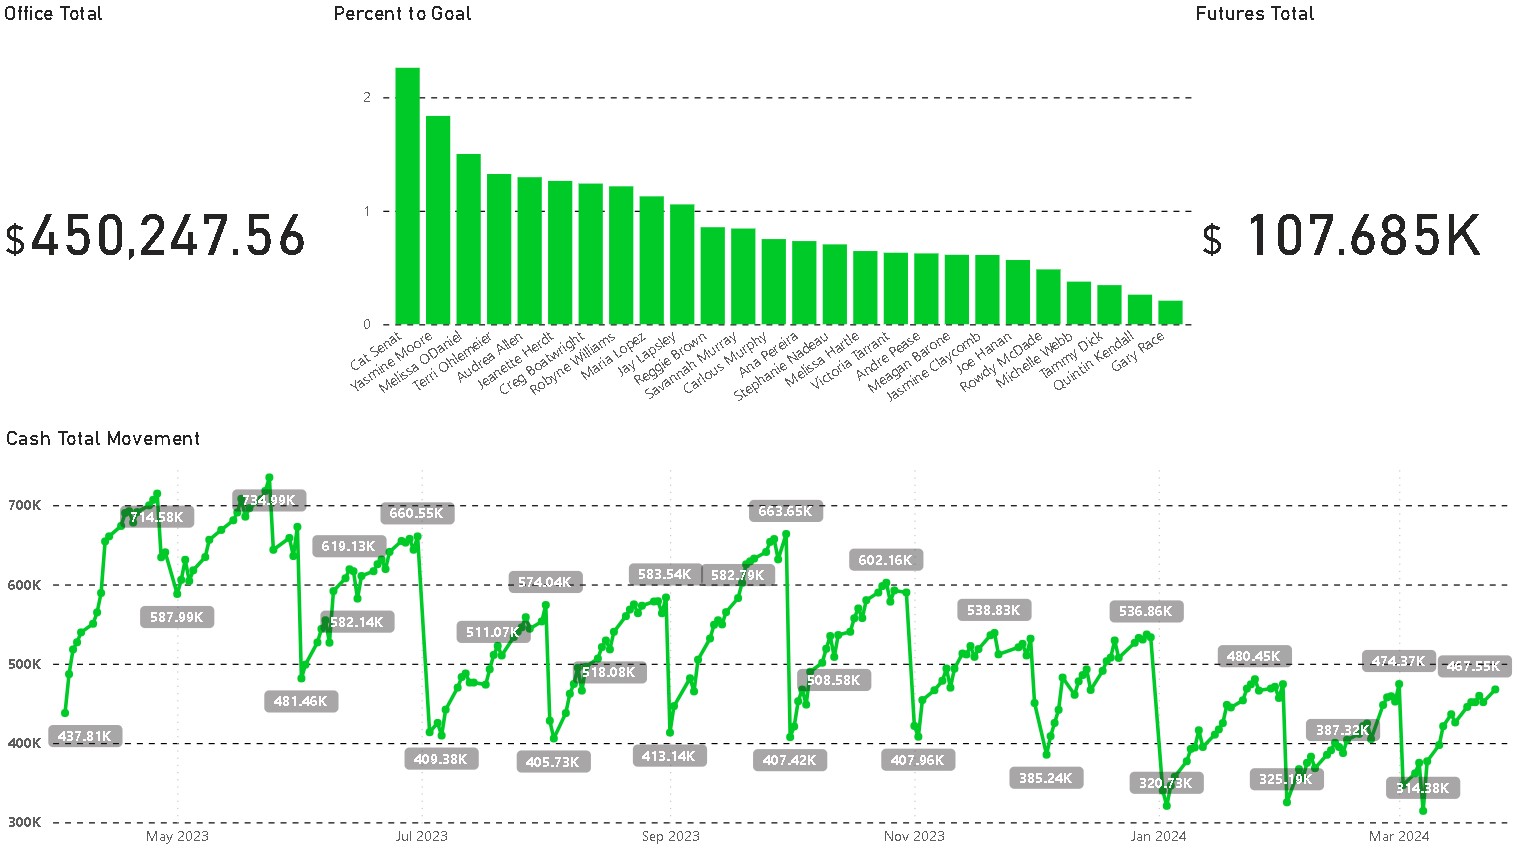 Office Total
Percent to Goal
Futures Total
2
1
0
$450,247.56
$ 107.685K
Cat Senat
Yasmine Moore
Melissa ODaniel
Terri Ohlemeier
Audrea Allen
Jeanette Herdt
Creg Boatwright
Robyne Williams
Maria Lopez
Jay Lapsley
Reggie Brown
Savannah Murray
Carlous Murphy
Ana Pereira
Stephanie Nadeau
Melissa Hartle
Victoria Tarrant
Andre Pease
Meagan Barone
Jasmine Claycomb
Joe Hanan
Rowdy McDade
Michelle Webb
Tammy Dick
Quintin Kendall
Gary Race
Cash Total Movement
700K
600K
500K
400K
300K
437.81K
714.58K
587.99K
734.99K
481.46K
619.13K
582.14K
660.55K
409.38K
511.07K
574.04K
405.73K
518.08K
583.54K
413.14K
582.79K
663.65K
407.42K
508.58K
602.16K
407.96K
538.83K
385.24K
536.86K
320.73K
480.45K
325.19K
387.32K
474.37K
314.38K
467.55K
May 2023
Jul 2023
Sep 2023
Nov 2023
Jan 2024
Mar 2024